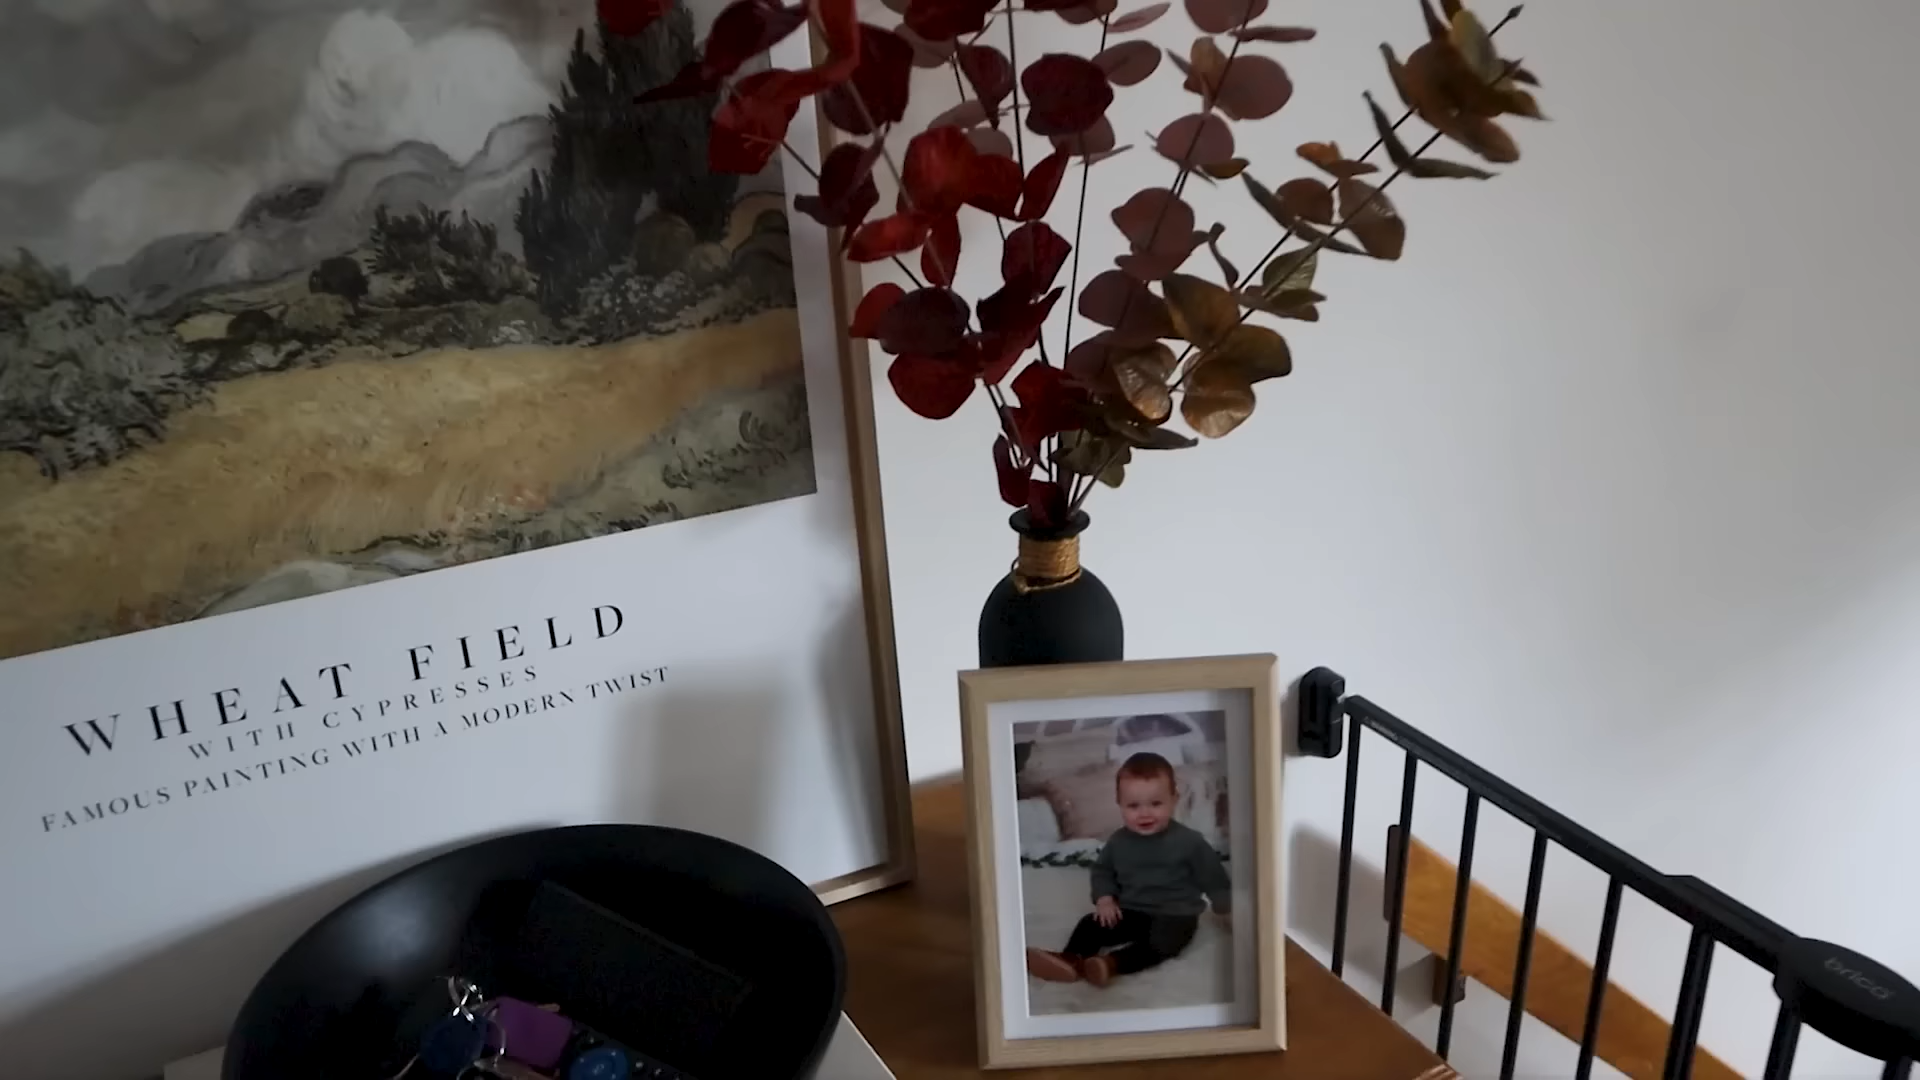 WHEAT FIELD
WITH CYPRESSES
FAMOUS PAINTING WITH A MODERN TWIST
brica